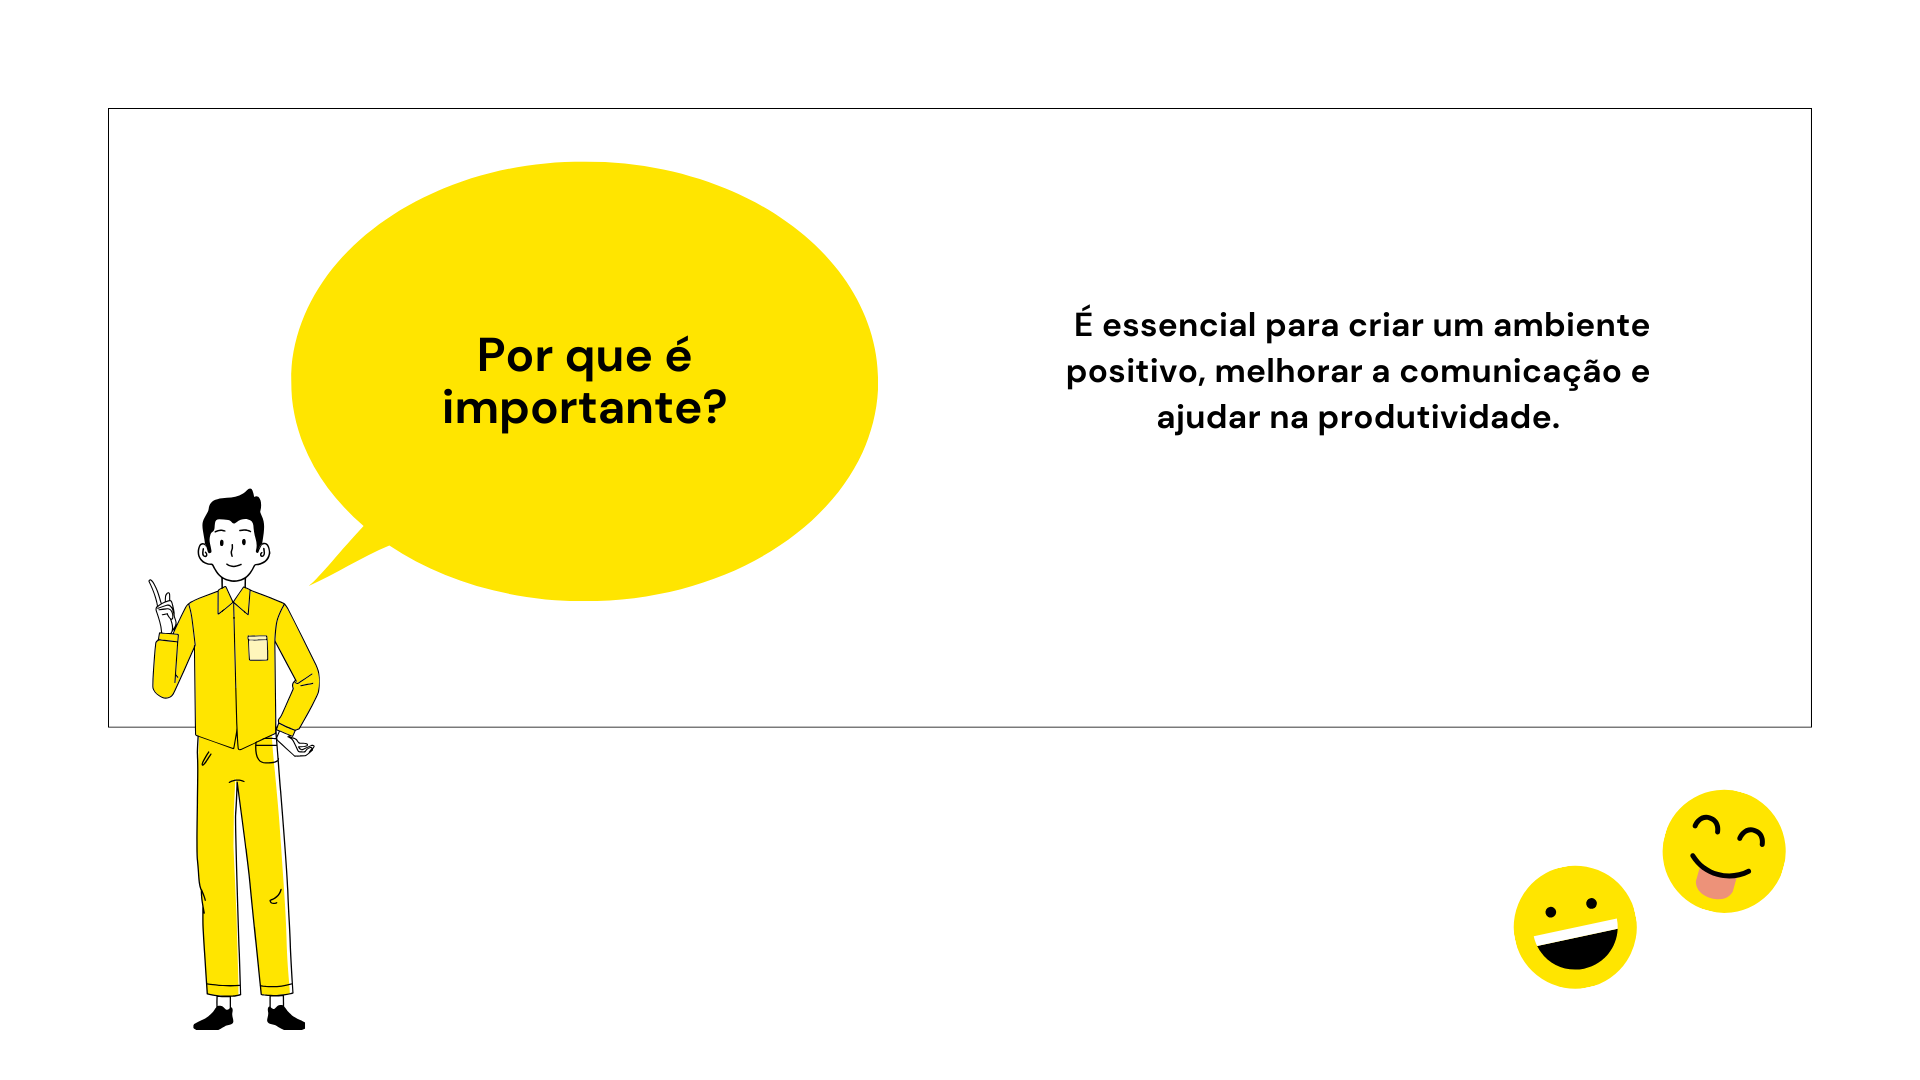 Por que é
importante?
É essencial para criar um ambiente
positivo, melhorar a comunicação e
ajudar na produtividade.